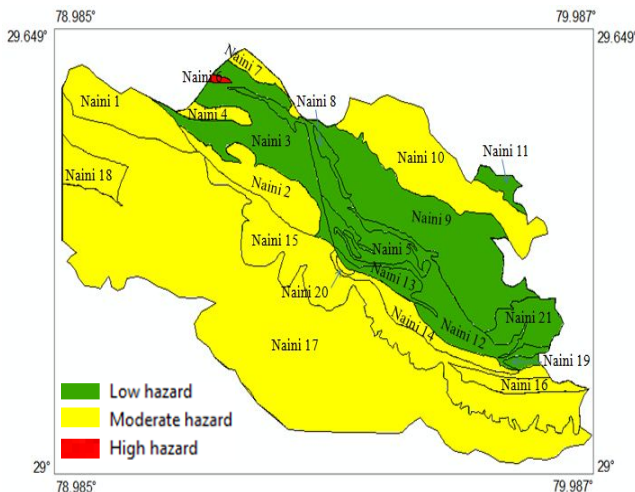 78.985°
79.987°
29.649°
29.649°
Naini 7
Naini 6
Naini 1
Naini 8
Naini 4
Naini 3
Naini 10
Naini 11
Naini 18
Naini 2
Naini 9
Naini 15
Naini 5
Naini 13
Naini 20
Naini 21
Naini 14
Naini 12
Naini 17
Naini 19
Naini 16
Low hazard
Moderate hazard
High hazard
29°
29°
78.985°
79.987°